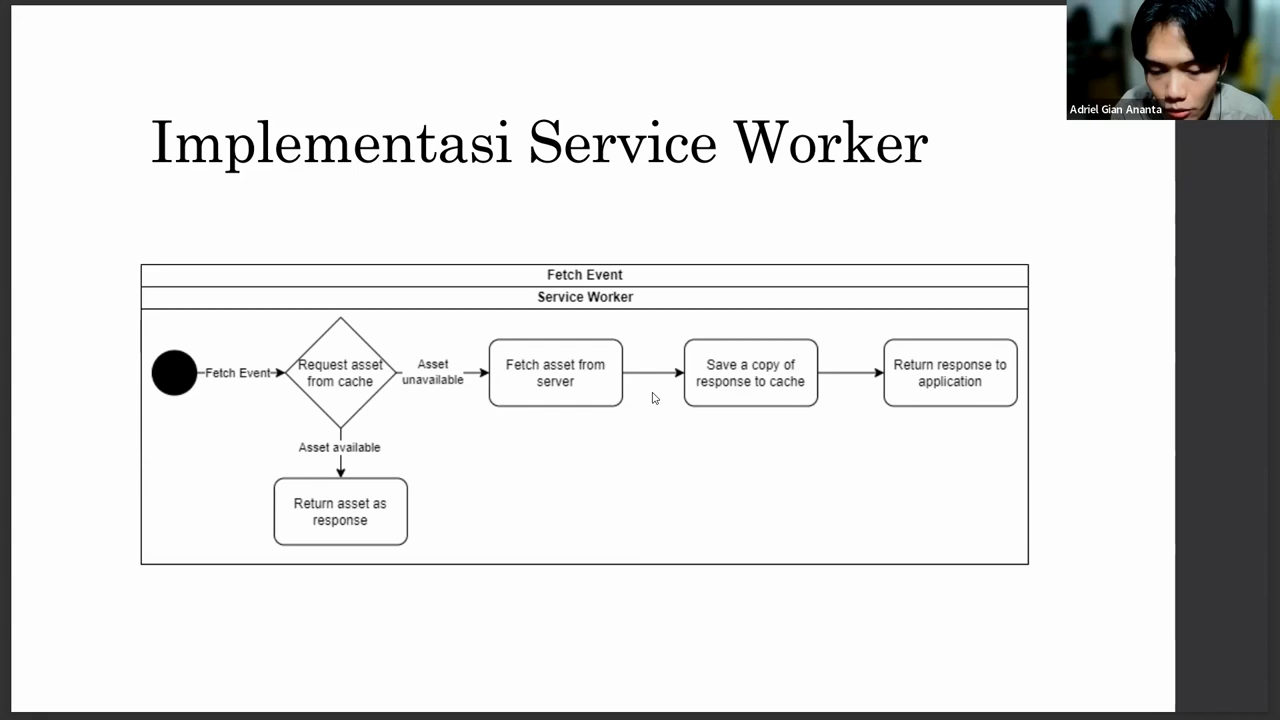 Adriel Gian Ananta
Implementasi Service Worker
Fetch Event
Service Worker
Fetch Event
Request asset
from cache
Asset
unavailable
Fetch asset from
server
Save a copy of
response to cache
Return response to
application
Asset available
Return asset as
response